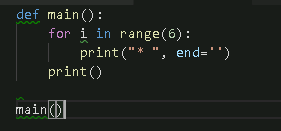 def main():
    for i in range(6):
        print("* ", end='')
    print()
main()